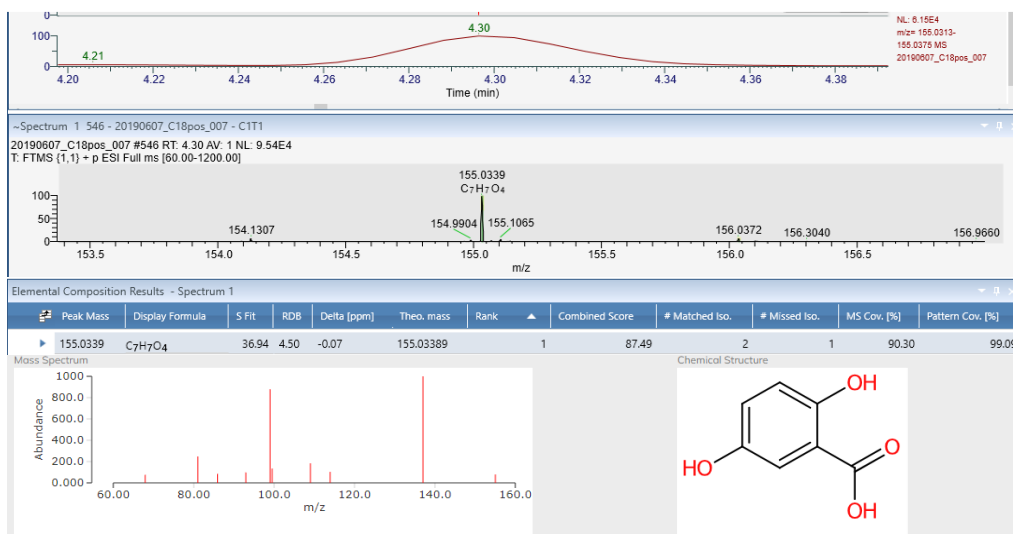 0
4.30
NL: 6.15E4
100
m/z= 155.0313-
4.21
155.0375 MS
20190607_C18pos_007
0
4.20 4.22 4.24 4.26 4.28 4.30 4.32 4.34 4.36 4.38
Time (min)
~Spectrum 1 546 - 20190607_C18pos_007 - C1T1
20190607_C18pos_007 #546 RT: 4.30 AV: 1 NL: 9.54E4
T: FTMS {1,1} + p ESI Full ms [60.00-1200.00]
155.0339
C7H7O4
100
50
154.1307 154.9904 155.1065 156.0372 156.3040 156.9660
0
153.5 154.0 154.5 155.0 155.5 156.0 156.5
m/z
Elemental Composition Results - Spectrum 1
Peak Mass Display Formula S Fit RDB Delta [ppm] Theo. mass Rank Combined Score # Matched Iso. # Missed Iso. MS Cov. [%] Pattern Cov. [%]
155.0339 C7H7O4 36.94 4.50 -0.07 155.03389 1 87.49 2 1 90.30 99.09
Mass Spectrum
Chemical Structure
1000
800.0
600.0
400.0
200.0
0.000
Abundance
60.00 80.00 100.0 120.0 140.0 160.0
m/z
OH
O
HO
OH